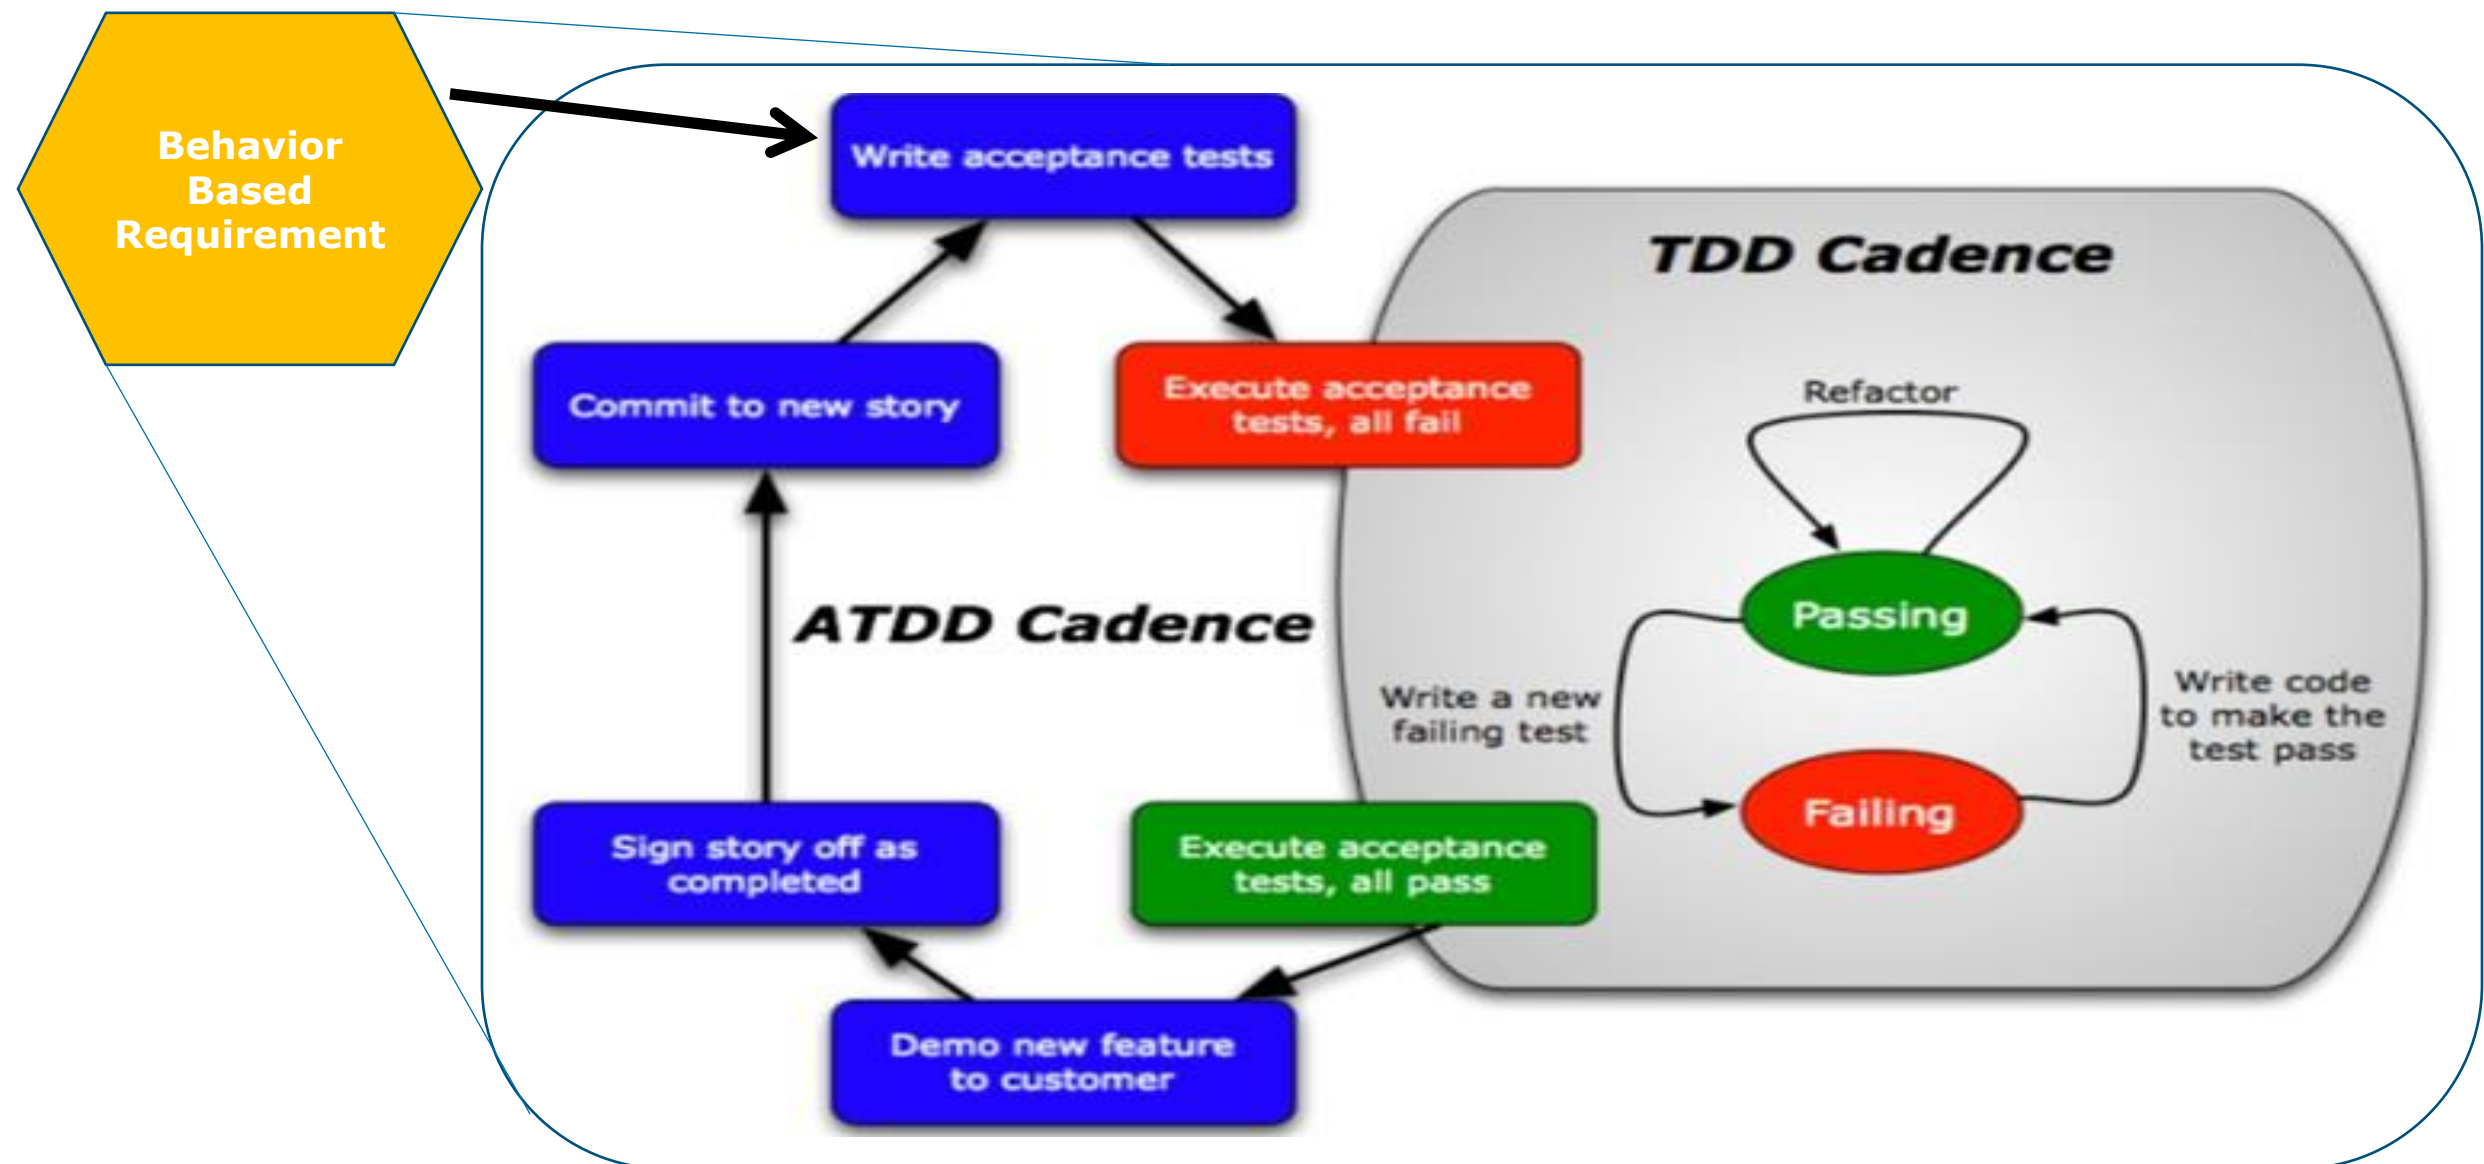 Behavior
Based
Requirement
Write acceptance tests
TDD Cadence
Commit to new story
Execute acceptance
tests, all fail
Refactor
ATDD Cadence
Passing
Write a new
failing test
Write code
to make the
test pass
Failing
Sign story off as
completed
Execute acceptance
tests, all pass
Demo new feature
to customer